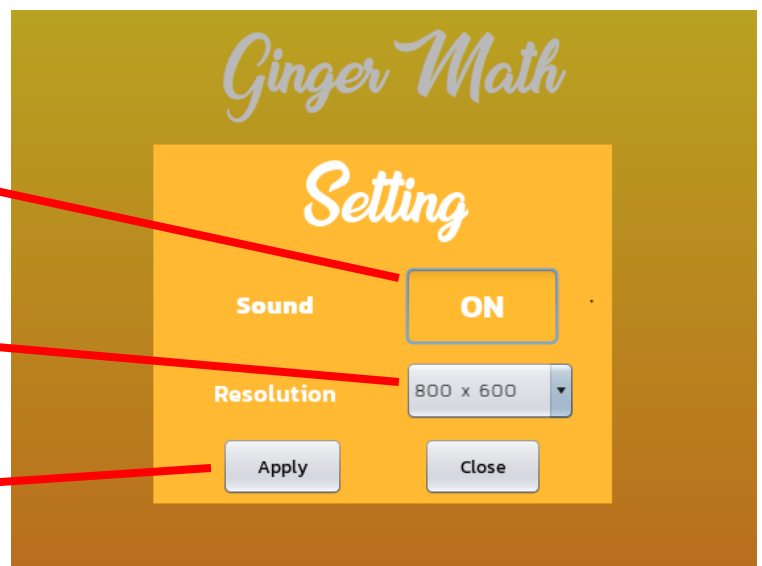 Ginger Math
Setting
Sound ON
Resolution 800 x 600
Apply Close